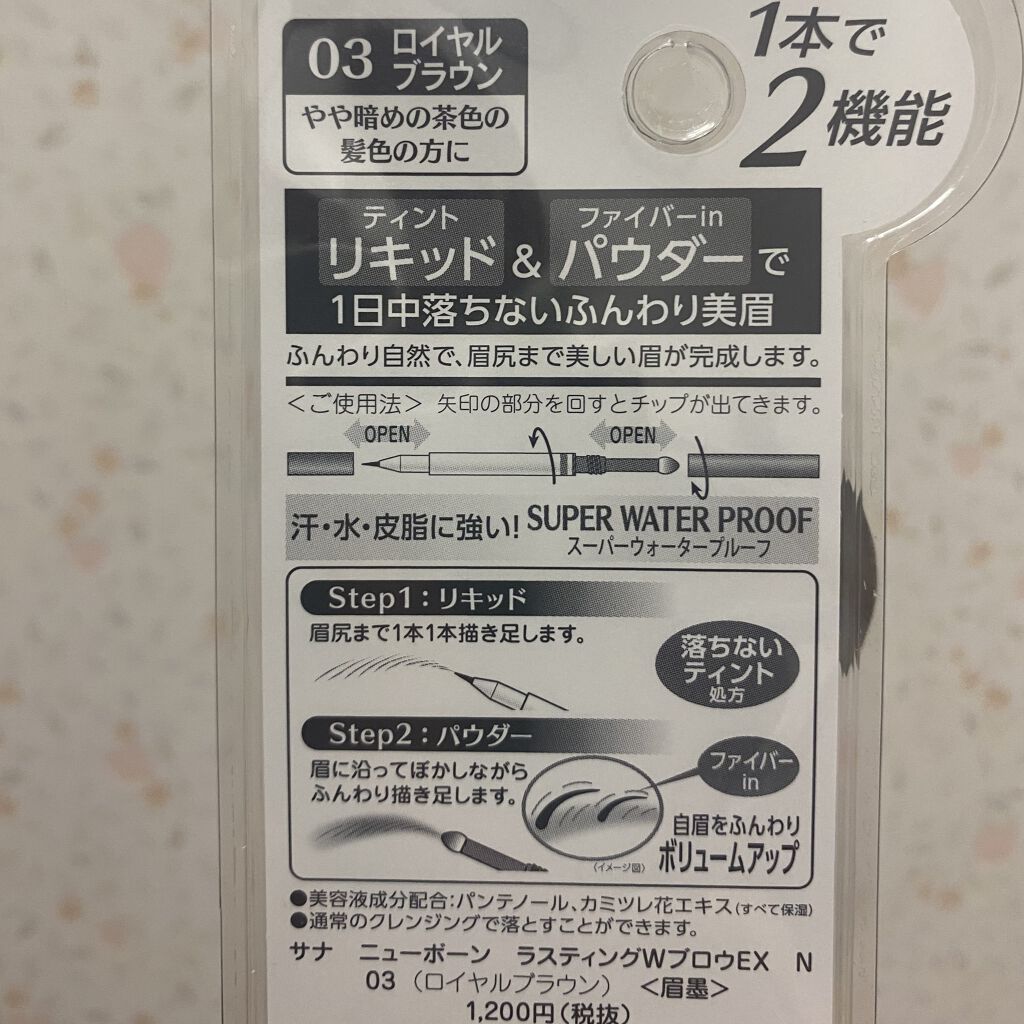 03 ロイヤル
ブラウン
やや暗めの茶色の
髪色の方に
1本で
2機能
ティント ファイバーin
リキッド & パウダーで
1日中落ちないふんわり美眉
ふんわり自然で、眉尻まで美しい眉が完成します。
＜ご使用法＞ 矢印の部分を回すとチップが出てきます。
OPEN OPEN
汗・水・皮脂に強い! SUPER WATER PROOF
スーパーウォータープルーフ
Step1：リキッド
眉尻まで1本1本描き足します。
落ちない
ティント
処方
Step2：パウダー
眉に沿ってぼかしながら
ふんわり描き足します。
ファイバー
in
自眉をふんわり
ボリュームアップ
(イメージ図)
●美容液成分配合：パンテノール、カミツレ花エキス(すべて保湿)
●通常のクレンジングで落とすことができます。
サナ ニューボーン ラスティングWブロウEX N
03 （ロイヤルブラウン） ＜眉墨＞
1,200円(税抜)